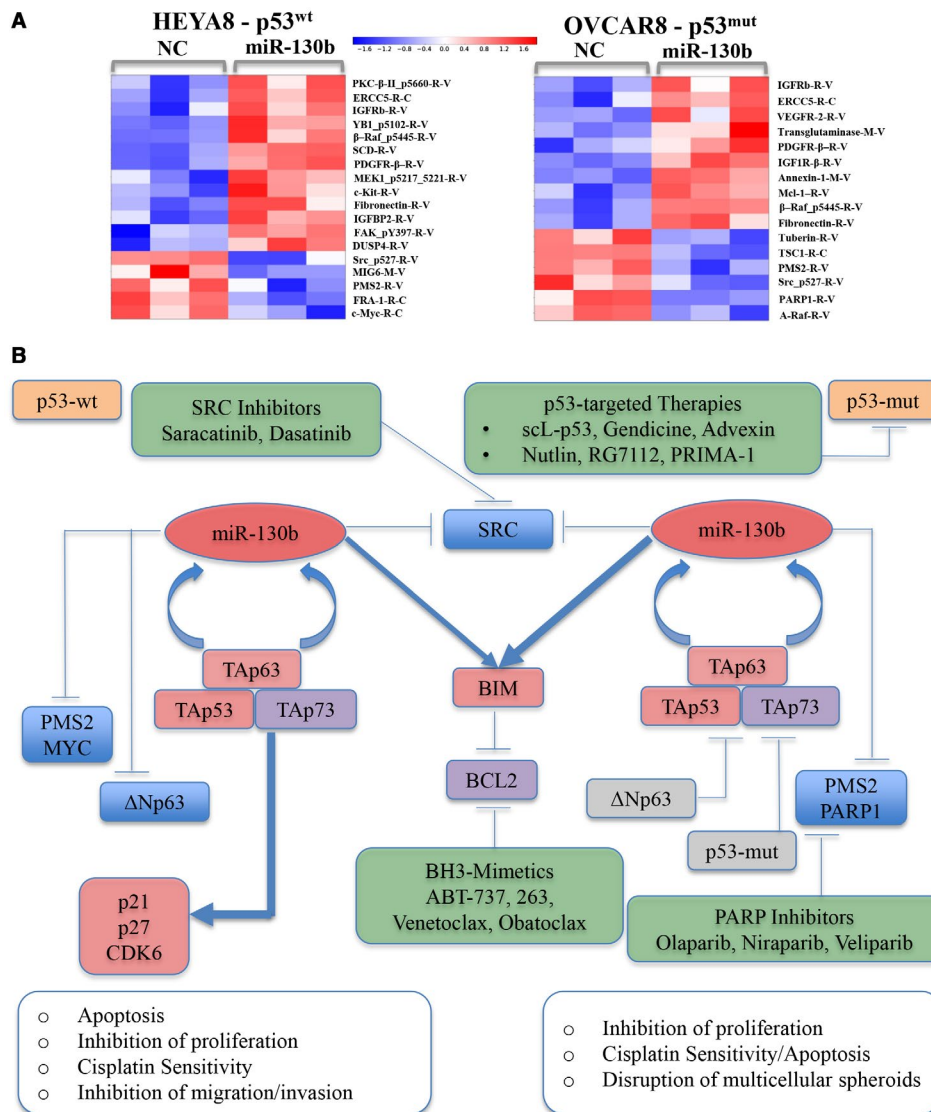 A
HEYA8 - p53wt
NC
miR-130b
−1.6 −1.2 −0.8 −0.4 0.0 0.4 0.8 1.2 1.6
PKC-β-II_p5660-R-V
ERCC5-R-C
IGFRb-R-V
YB1_p5102-R-V
β-Raf_p5445-R-V
SCD-R-V
PDGFR-β–R-V
MEK1_p5217_5221-R-V
c-Kit-R-V
Fibronectin-R-V
IGFBP2-R-V
FAK_pY397-R-V
DUSP4-R-V
Src_p527-R-V
MIG6-M-V
PMS2-R-V
FRA-1-R-C
c-Myc-R-C
OVCAR8 - p53mut
NC
miR-130b
IGFRb-R-V
ERCC5-R-C
VEGFR-2-R-V
Transglutaminase-M-V
PDGFR-β–R-V
IGF1R-β-R-V
Annexin-1-M-V
Mcl-1–R-V
β-Raf_p5445-R-V
Fibronectin-R-V
Tuberin-R-V
TSC1-R-C
PMS2-R-V
Src_p527-R-V
PARP1-R-V
A-Raf-R-V
B
p53-wt
SRC Inhibitors
Saracatinib, Dasatinib
p53-targeted Therapies
• scL-p53, Gendicine, Advexin
• Nutlin, RG7112, PRIMA-1
p53-mut
miR-130b
SRC
miR-130b
TAp63
TAp53
TAp73
BIM
TAp63
TAp53
TAp73
PMS2
MYC
ΔNp63
BCL2
ΔNp63
PMS2
PARP1
p53-mut
p21
p27
CDK6
BH3-Mimetics
ABT-737, 263,
Venetoclax, Obatoclax
PARP Inhibitors
Olaparib, Niraparib, Veliparib
o Apoptosis
o Inhibition of proliferation
o Cisplatin Sensitivity
o Inhibition of migration/invasion
o Inhibition of proliferation
o Cisplatin Sensitivity/Apoptosis
o Disruption of multicellular spheroids